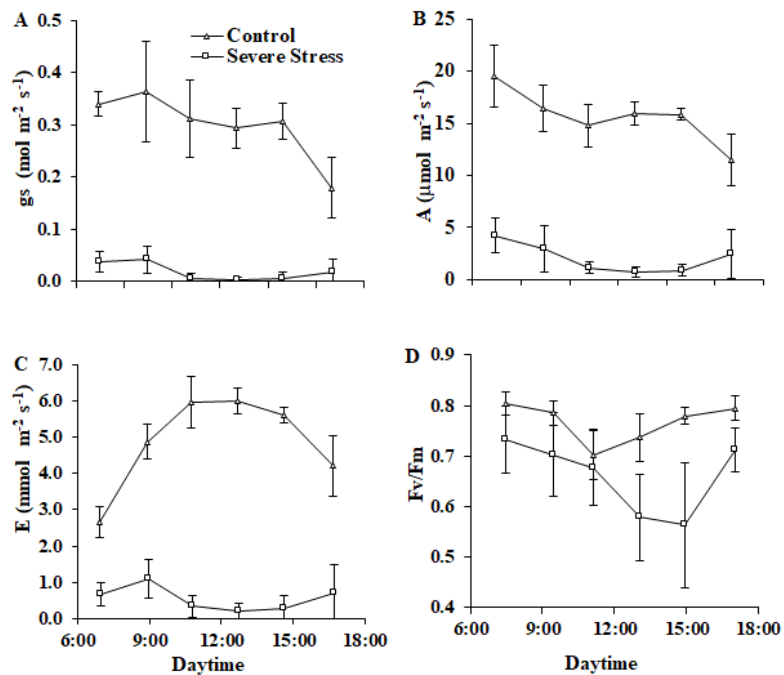 A
Control
Severe Stress
gs (mol m⁻² s⁻¹)
0.5
0.4
0.3
0.2
0.1
0.0
B
A (μmol m⁻² s⁻¹)
25
20
15
10
5
0
C
E (mmol m⁻² s⁻¹)
7.0
6.0
5.0
4.0
3.0
2.0
1.0
0.0
6:00 9:00 12:00 15:00 18:00
Daytime
D
Fv/Fm
0.9
0.8
0.7
0.6
0.5
0.4
6:00 9:00 12:00 15:00 18:00
Daytime